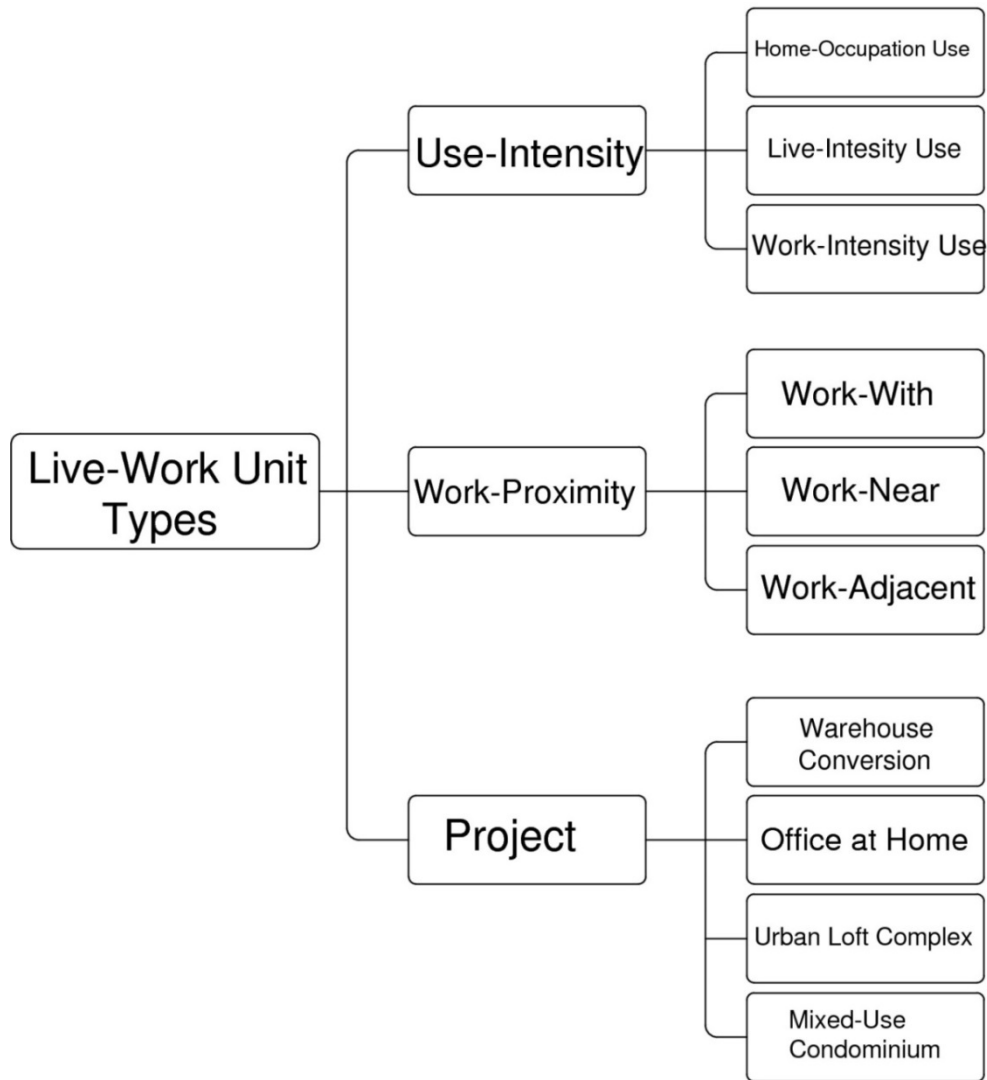 Live-Work Unit
Types
Use-Intensity
Home-Occupation Use
Live-Intesity Use
Work-Intensity Use
Work-Proximity
Work-With
Work-Near
Work-Adjacent
Project
Warehouse
Conversion
Office at Home
Urban Loft Complex
Mixed-Use
Condominium